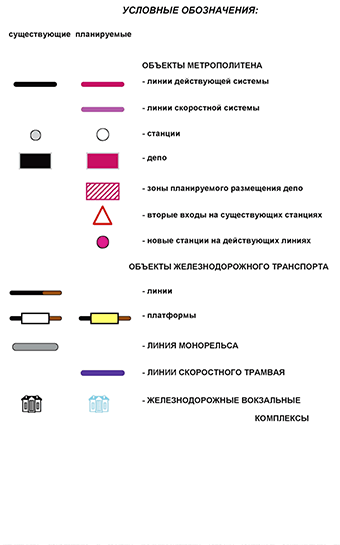 УСЛОВНЫЕ ОБОЗНАЧЕНИЯ:
существующие планируемые
ОБЪЕКТЫ МЕТРОПОЛИТЕНА
- линии действующей системы
- линии скоростной системы
- станции
- депо
- зоны планируемого размещения депо
- вторые входы на существующих станциях
- новые станции на действующих линиях
ОБЪЕКТЫ ЖЕЛЕЗНОДОРОЖНОГО ТРАНСПОРТА
- линии
- платформы
- ЛИНИЯ МОНОРЕЛЬСА
- ЛИНИИ СКОРОСТНОГО ТРАМВАЯ
- ЖЕЛЕЗНОДОРОЖНЫЕ ВОКЗАЛЬНЫЕ
КОМПЛЕКСЫ